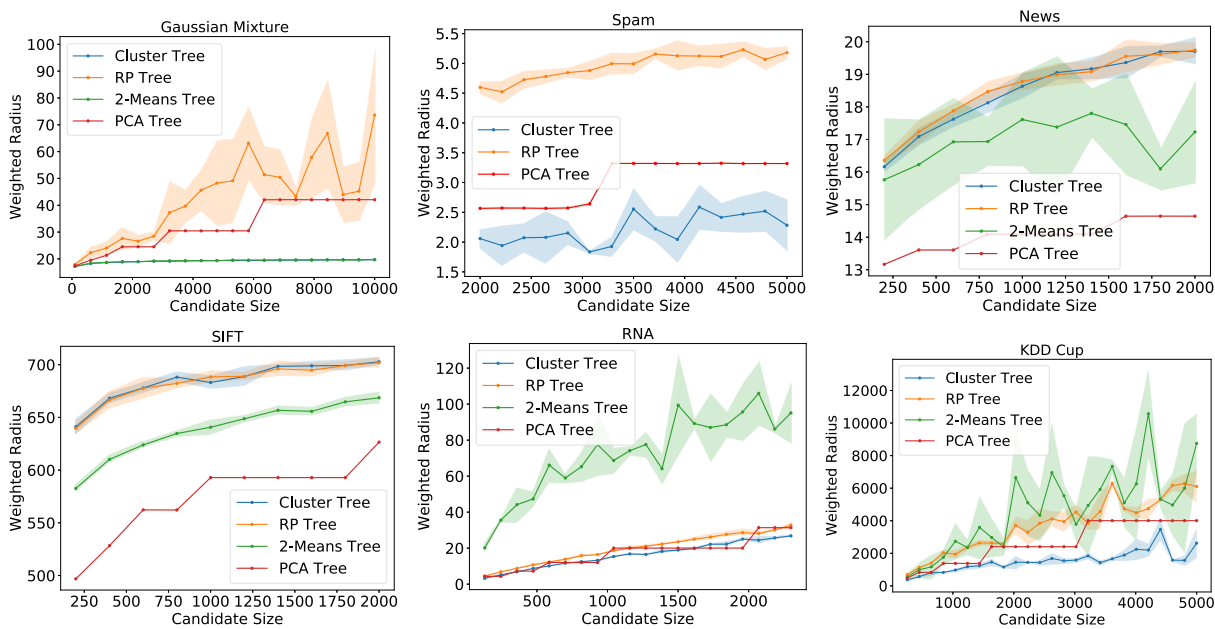 Gaussian Mixture
100
90
80
70
60
50
40
30
20
Weighted Radius
Cluster Tree
RP Tree
2-Means Tree
PCA Tree
0 2000 4000 6000 8000 10000
Candidate Size
Spam
5.5
5.0
4.5
4.0
3.5
3.0
2.5
2.0
1.5
Weighted Radius
Cluster Tree
RP Tree
PCA Tree
2000 2500 3000 3500 4000 4500 5000
Candidate Size
News
20
19
18
17
16
15
14
13
Weighted Radius
Cluster Tree
RP Tree
2-Means Tree
PCA Tree
250 500 750 1000 1250 1500 1750 2000
Candidate Size
SIFT
700
650
600
550
500
Weighted Radius
Cluster Tree
RP Tree
2-Means Tree
PCA Tree
250 500 750 1000 1250 1500 1750 2000
Candidate Size
RNA
120
100
80
60
40
20
0
Weighted Radius
Cluster Tree
RP Tree
2-Means Tree
PCA Tree
500 1000 1500 2000
Candidate Size
KDD Cup
12000
10000
8000
6000
4000
2000
0
Weighted Radius
Cluster Tree
RP Tree
2-Means Tree
PCA Tree
1000 2000 3000 4000 5000
Candidate Size